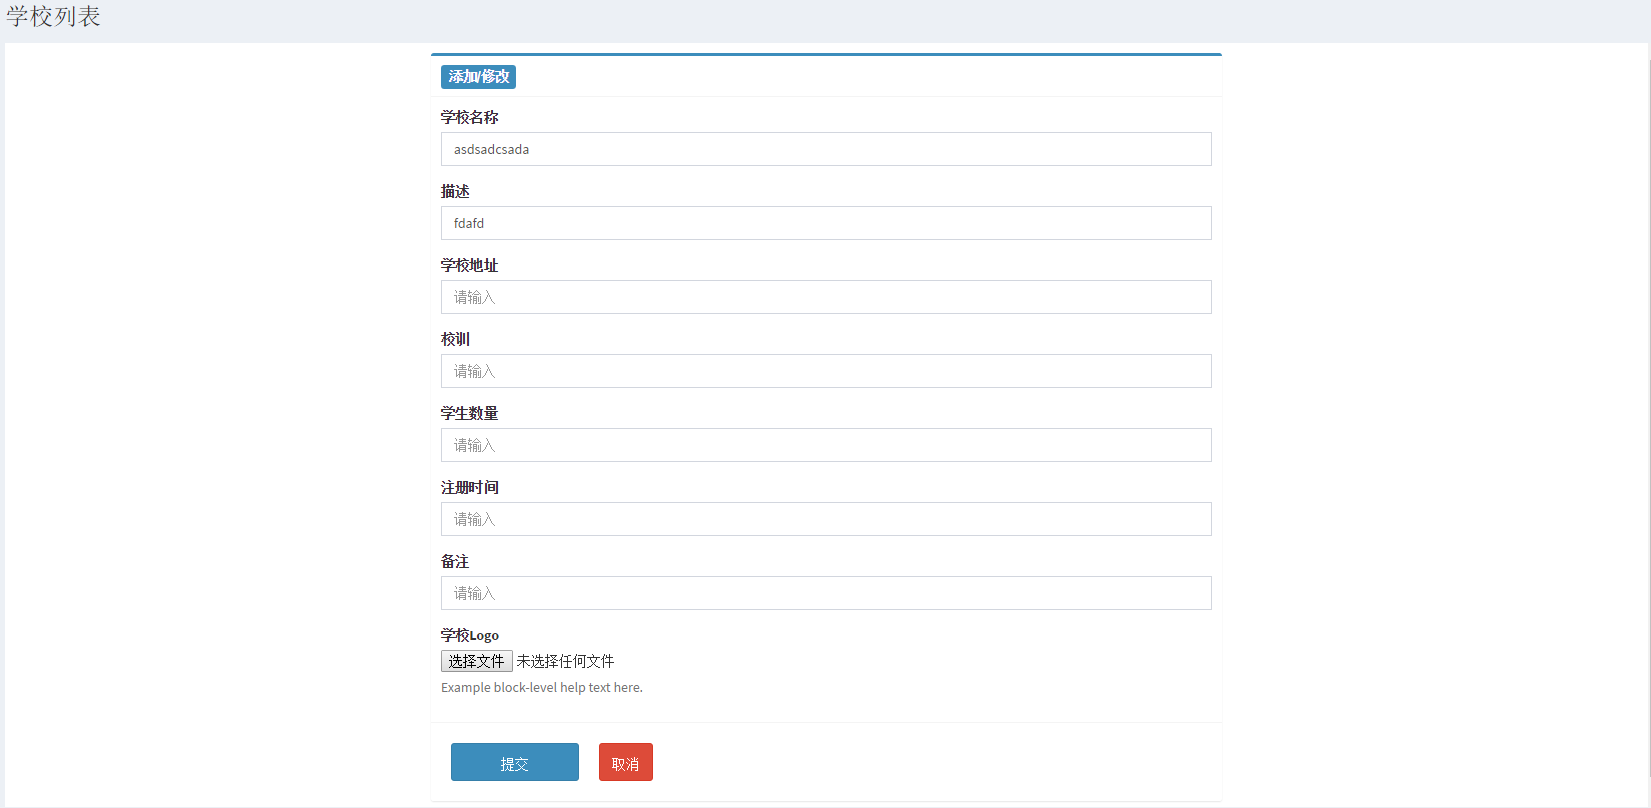 学校列表
添加/修改
学校名称
asdsadcsada
描述
fdafd
学校地址
请输入
校训
请输入
学生数量
请输入
注册时间
请输入
备注
请输入
学校Logo
选择文件 未选择任何文件
Example block-level help text here.
提交 取消